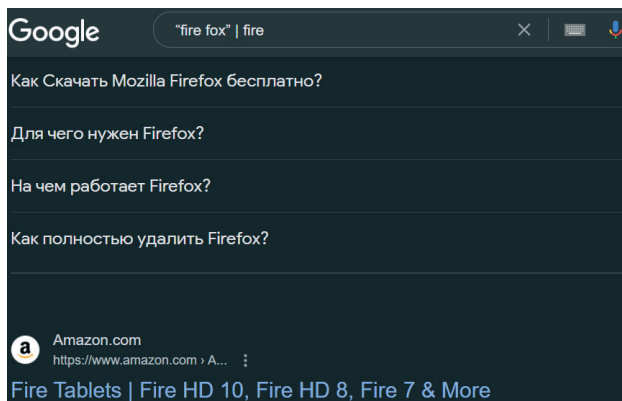 Google
“fire fox” | fire
Как Скачать Mozilla Firefox бесплатно?
Для чего нужен Firefox?
На чем работает Firefox?
Как полностью удалить Firefox?
a
Amazon.com
https://www.amazon.com › A...
Fire Tablets | Fire HD 10, Fire HD 8, Fire 7 & More